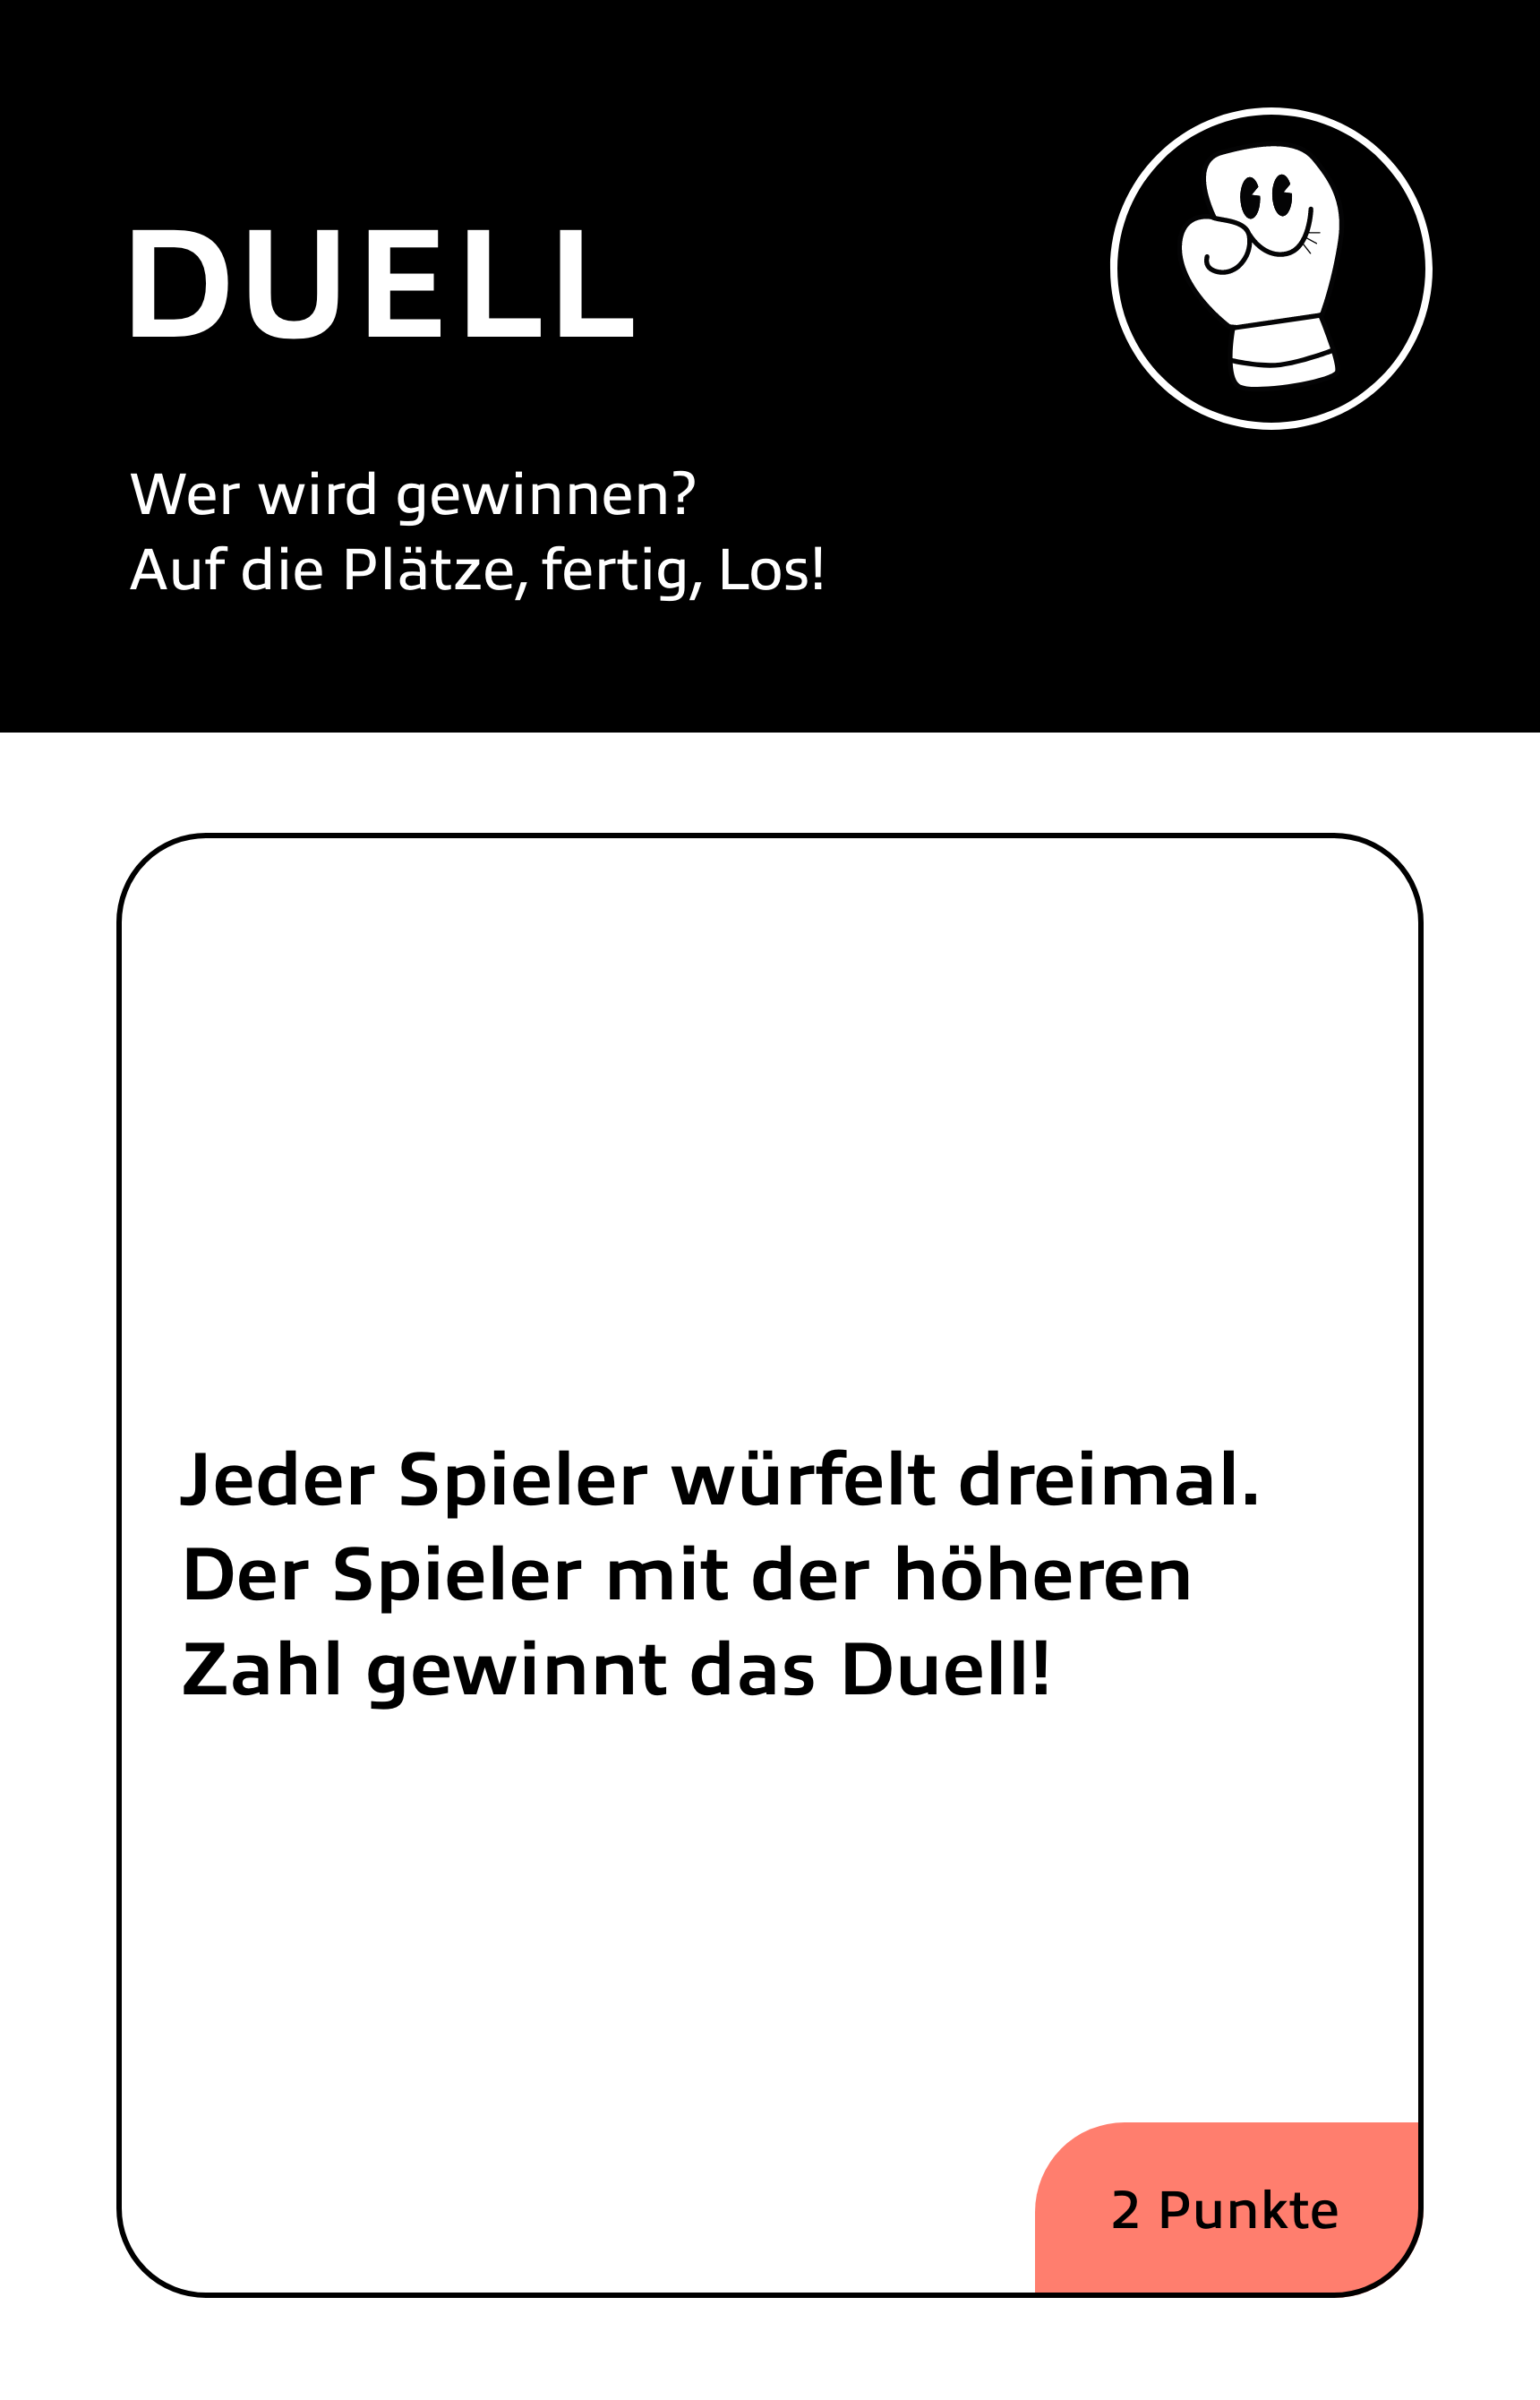 DUELL
Wer wird gewinnen?
Auf die Plätze, fertig, Los!
Jeder Spieler würfelt dreimal.
Der Spieler mit der höheren
Zahl gewinnt das Duell!
2 Punkte